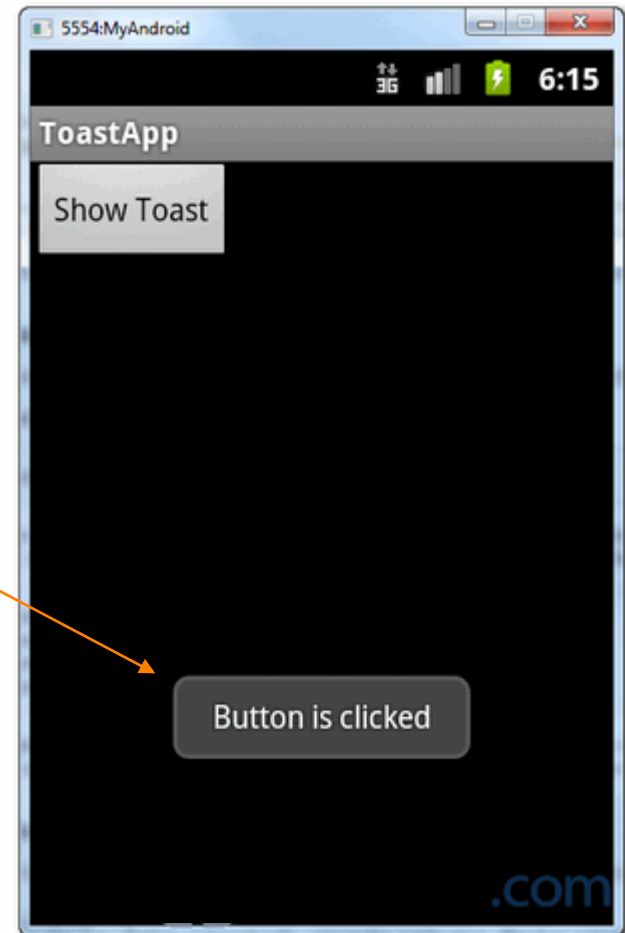 5554:MyAndroid
3G 6:15
ToastApp
Show Toast
Button is clicked
.com